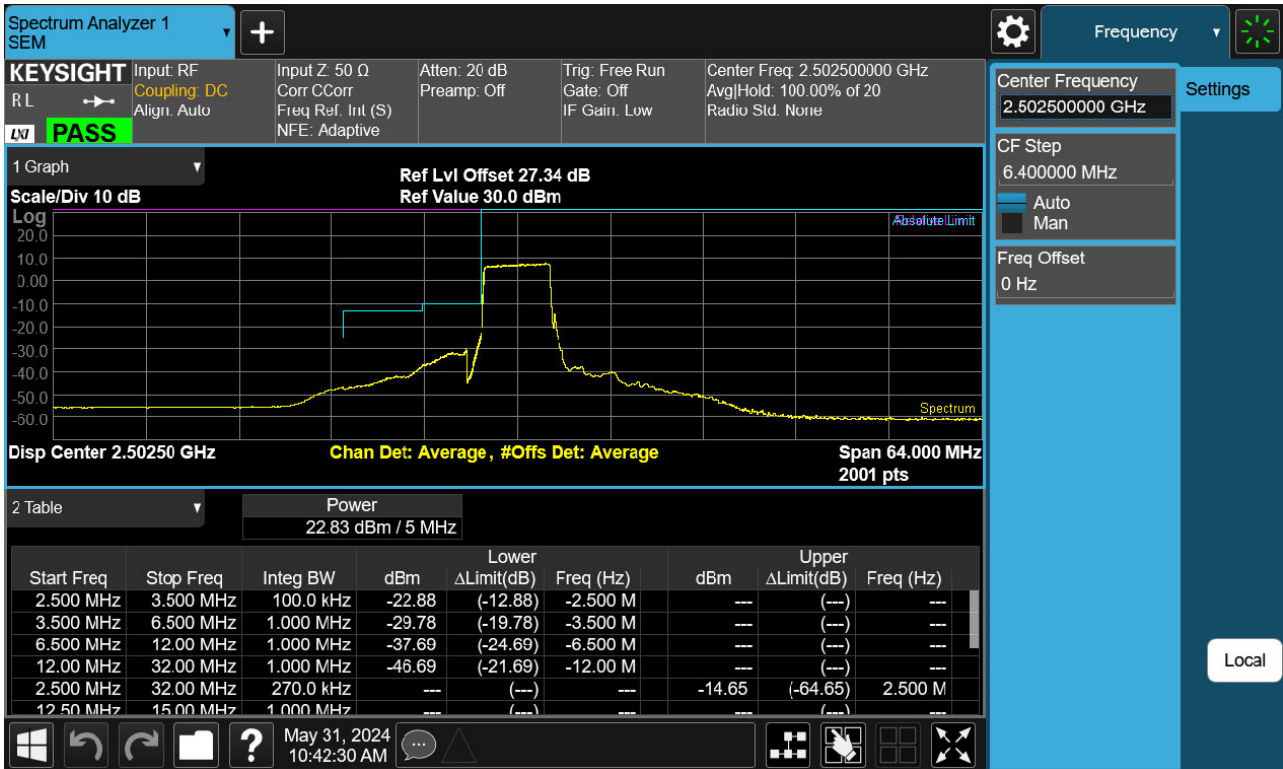 Spectrum Analyzer 1
SEM
Frequency
KEYSIGHT
R L
LXI
PASS
Input: RF
Coupling: DC
Align: Auto
Input Z: 50 Ω
Corr CCorr
Freq Ref: Int (S)
NFE: Adaptive
Atten: 20 dB
Preamp: Off
Trig: Free Run
Gate: Off
IF Gain: Low
Center Freq: 2.502500000 GHz
Avg|Hold: 100.00% of 20
Radio Std: None
Center Frequency
2.502500000 GHz
Settings
CF Step
6.400000 MHz
Auto
Man
Freq Offset
0 Hz
Local
1 Graph
Scale/Div 10 dB
Ref Lvl Offset 27.34 dB
Ref Value 30.0 dBm
Log
20.0
10.0
0.00
-10.0
-20.0
-30.0
-40.0
-50.0
-60.0
Limit
Spectrum
Disp Center 2.50250 GHz
Chan Det: Average , #Offs Det: Average
Span 64.000 MHz
2001 pts
2 Table
Power
22.83 dBm / 5 MHz
Lower Upper
Start Freq Stop Freq Integ BW dBm ΔLimit(dB) Freq (Hz) dBm ΔLimit(dB) Freq (Hz)
2.500 MHz 3.500 MHz 100.0 kHz -22.88 (-12.88) -2.500 M --- (---) ---
3.500 MHz 6.500 MHz 1.000 MHz -29.78 (-19.78) -3.500 M --- (---) ---
6.500 MHz 12.00 MHz 1.000 MHz -37.69 (-24.69) -6.500 M --- (---) ---
12.00 MHz 32.00 MHz 1.000 MHz -46.69 (-21.69) -12.00 M --- (---) ---
2.500 MHz 32.00 MHz 270.0 kHz --- (---) --- -14.65 (-64.65) 2.500 M
12.50 MHz 15.00 MHz 1.000 MHz --- (---) --- --- (---) ---
May 31, 2024
10:42:30 AM